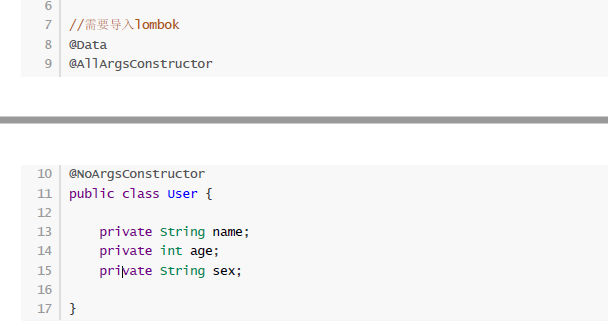 6
7 //需要导入lombok
8 @Data
9 @AllArgsConstructor
10 @NoArgsConstructor
11 public class User {
12
13 private String name;
14 private int age;
15 private String sex;
16
17 }